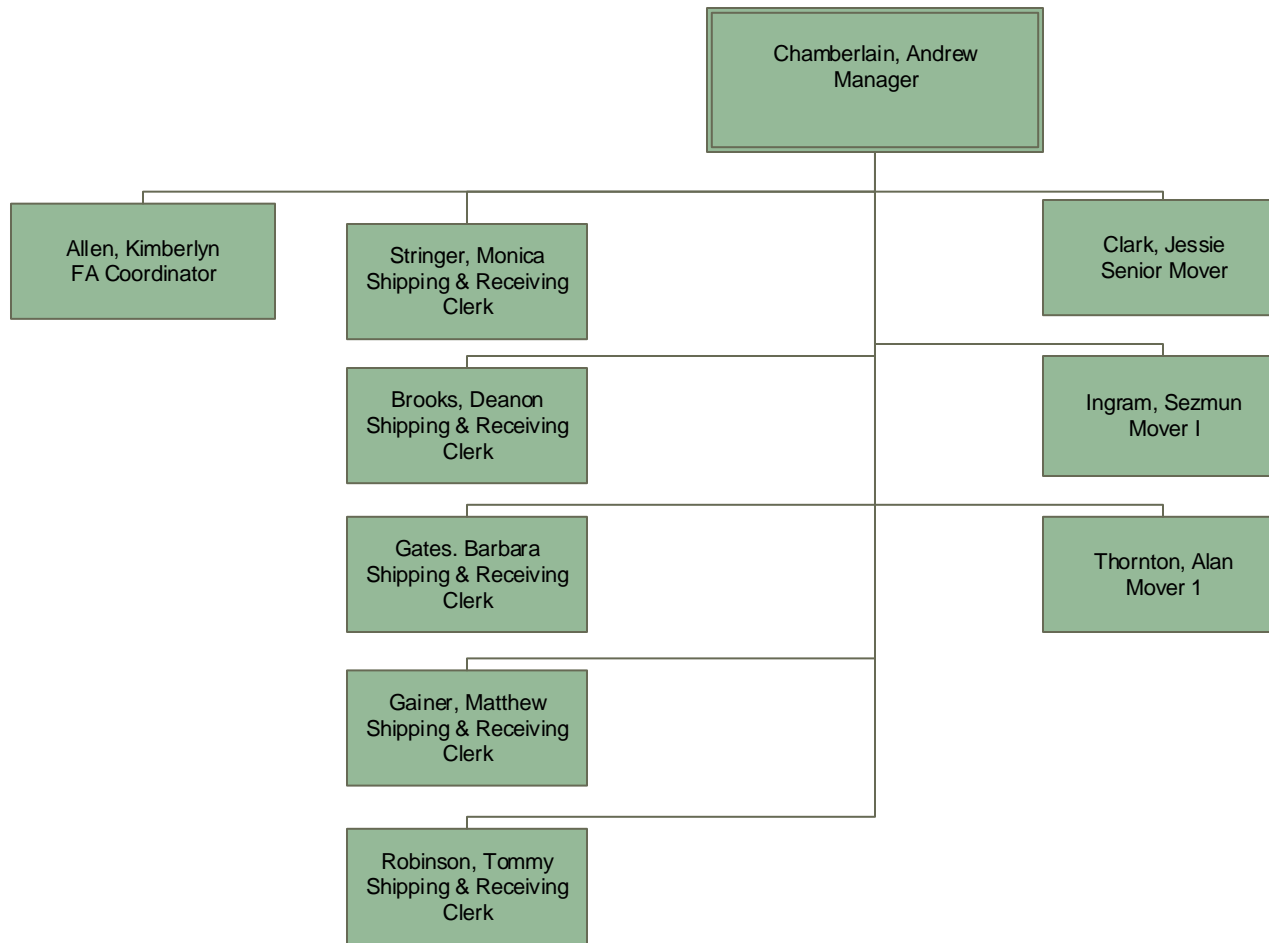 Chamberlain, Andrew
Manager
Allen, Kimberlyn
FA Coordinator
Stringer, Monica
Shipping & Receiving
Clerk
Clark, Jessie
Senior Mover
Brooks, Deanon
Shipping & Receiving
Clerk
Ingram, Sezmun
Mover I
Gates. Barbara
Shipping & Receiving
Clerk
Thornton, Alan
Mover 1
Gainer, Matthew
Shipping & Receiving
Clerk
Robinson, Tommy
Shipping & Receiving
Clerk